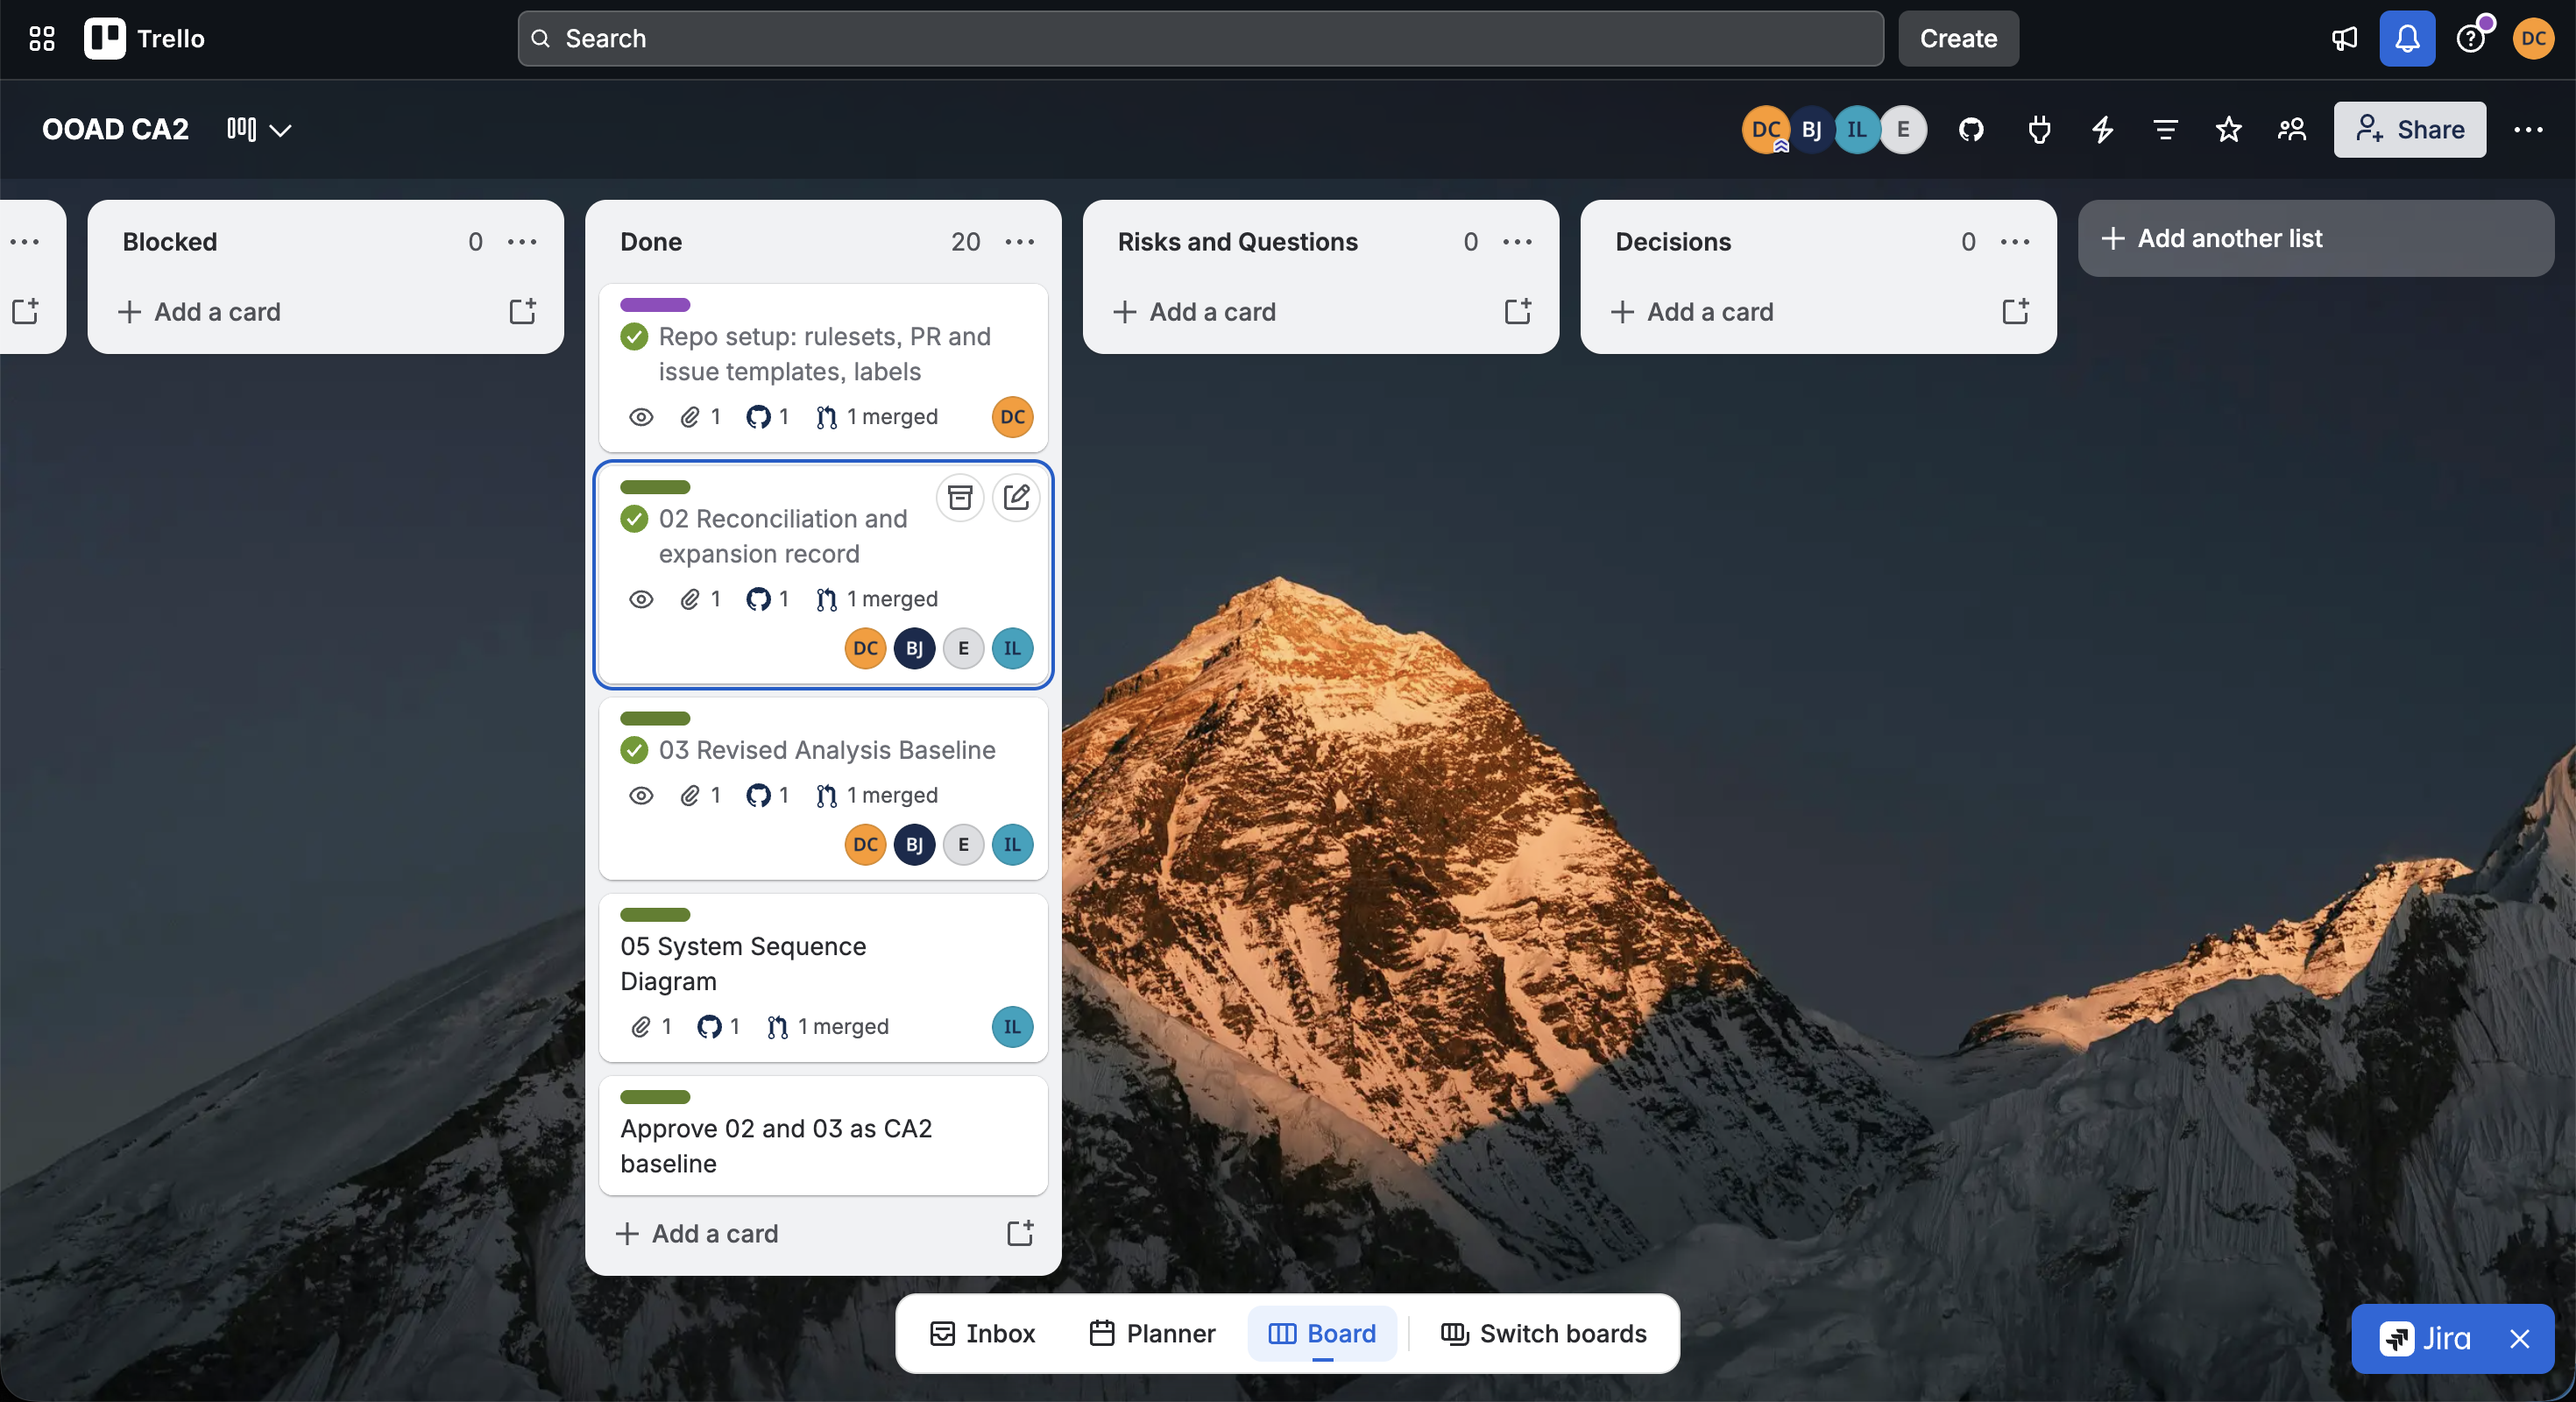 Trello
Search
Create
DC
OOAD CA2
DC
BJ
IL
E
Share
Blocked
0
Add a card
Done
20
Repo setup: rulesets, PR and
issue templates, labels
1
1
1 merged
DC
02 Reconciliation and
expansion record
1
1
1 merged
DC
BJ
E
IL
03 Revised Analysis Baseline
1
1
1 merged
DC
BJ
E
IL
05 System Sequence
Diagram
1
1
1 merged
IL
Approve 02 and 03 as CA2
baseline
Add a card
Risks and Questions
0
Add a card
Decisions
0
Add a card
Add another list
Inbox
Planner
Board
Switch boards
Jira